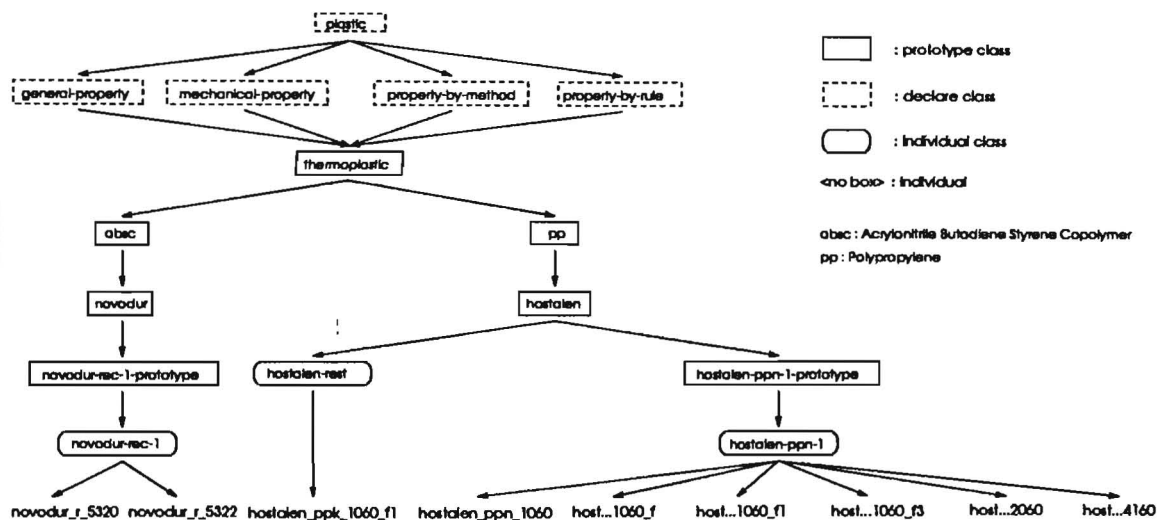 plastic
: prototype class
general-property mechanical-property property-by-method property-by-rule
: declare class
: individual class
thermoplastic
<no box> : individual
absc pp
absc : Acrylonitrile Butadiene Styrene Copolymer
pp : Polypropylene
novodur hostalen
novodur-rec-1-prototype hostalen-rest hostalen-ppn-1-prototype
novodur-rec-1 hostalen-ppn-1
novodur_r_5320 novodur_r_5322 hostalen_ppk_1060_f1 hostalen_ppn_1060 host...1060_f host...1060_f1 host...1060_f3 host...2060 host...4160